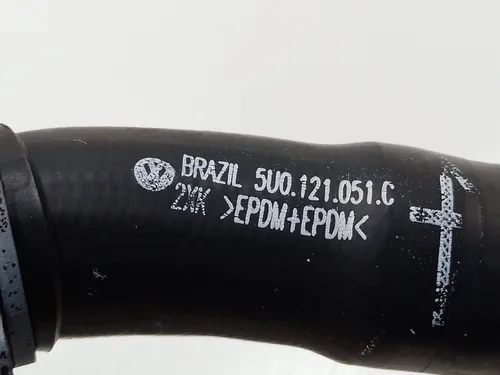 BRAZIL 5U0.121.051.C
2XK >EPDM+EPDM<